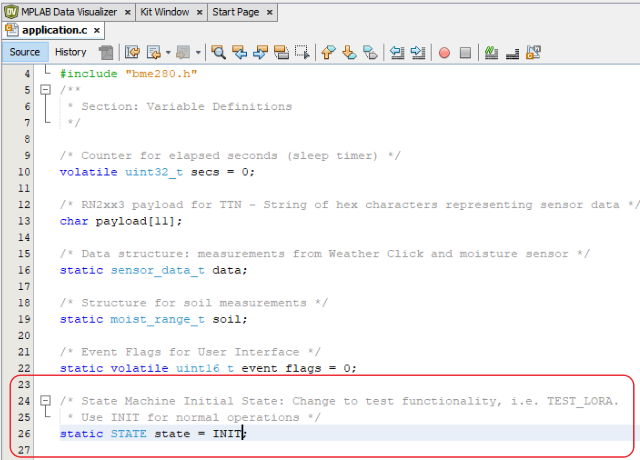 MPLAB Data Visualizer × Kit Window × Start Page ×
application.c ×
Source History
4 #include "bme280.h"
5 /**
6 * Section: Variable Definitions
7 */
8
9 /* Counter for elapsed seconds (sleep timer) */
10 volatile uint32_t secs = 0;
11
12 /* RN2xx3 payload for TTN - String of hex characters representing sensor data */
13 char payload[11];
14
15 /* Data structure: measurements from Weather Click and moisture sensor */
16 static sensor_data_t data;
17
18 /* Structure for soil measurements */
19 static moist_range_t soil;
20
21 /* Event Flags for User Interface */
22 static volatile uint16_t event_flags = 0;
23
24 /* State Machine Initial State: Change to test functionality, i.e. TEST_LORA.
25 * Use INIT for normal operations */
26 static STATE state = INIT;
27